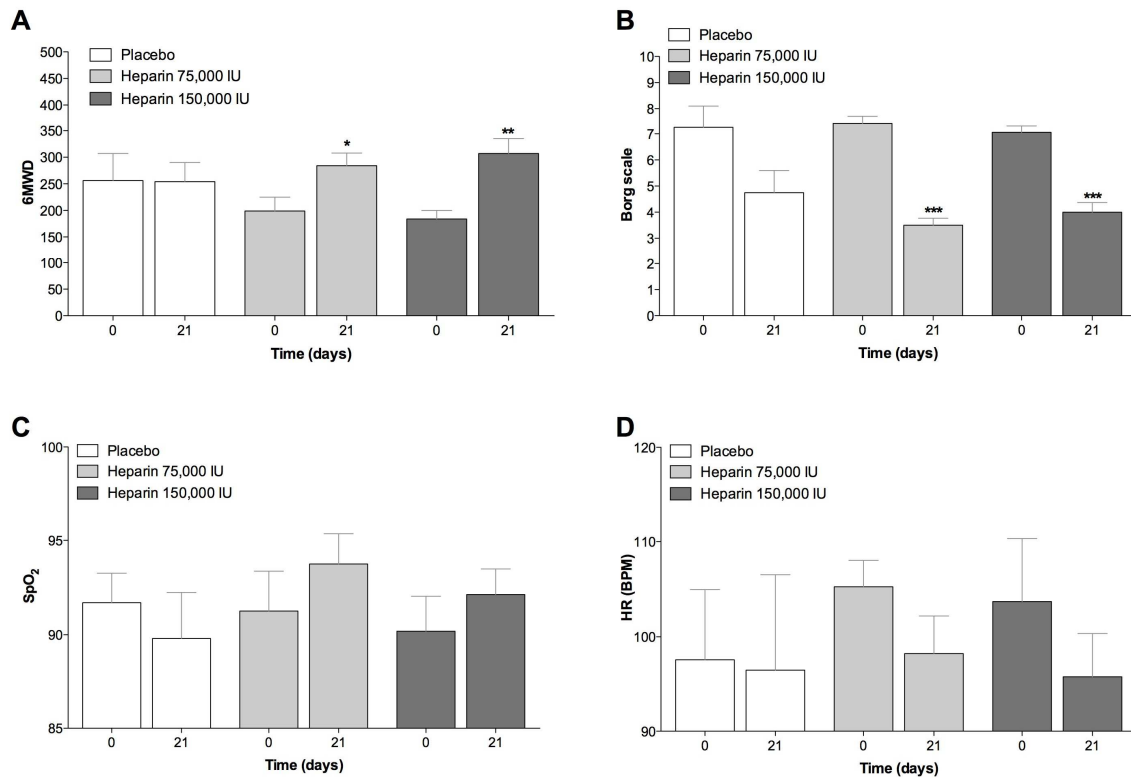 A
Placebo
Heparin 75,000 IU
Heparin 150,000 IU
500
450
400
350
300
250
200
150
100
50
0
6MWD
*
**
0 21 0 21 0 21
Time (days)
B
Placebo
Heparin 75,000 IU
Heparin 150,000 IU
10
9
8
7
6
5
4
3
2
1
0
Borg scale
***
***
0 21 0 21 0 21
Time (days)
C
Placebo
Heparin 75,000 IU
Heparin 150,000 IU
100
95
90
85
SpO₂
0 21 0 21 0 21
Time (days)
D
Placebo
Heparin 75,000 IU
Heparin 150,000 IU
120
110
100
90
HR (BPM)
0 21 0 21 0 21
Time (days)